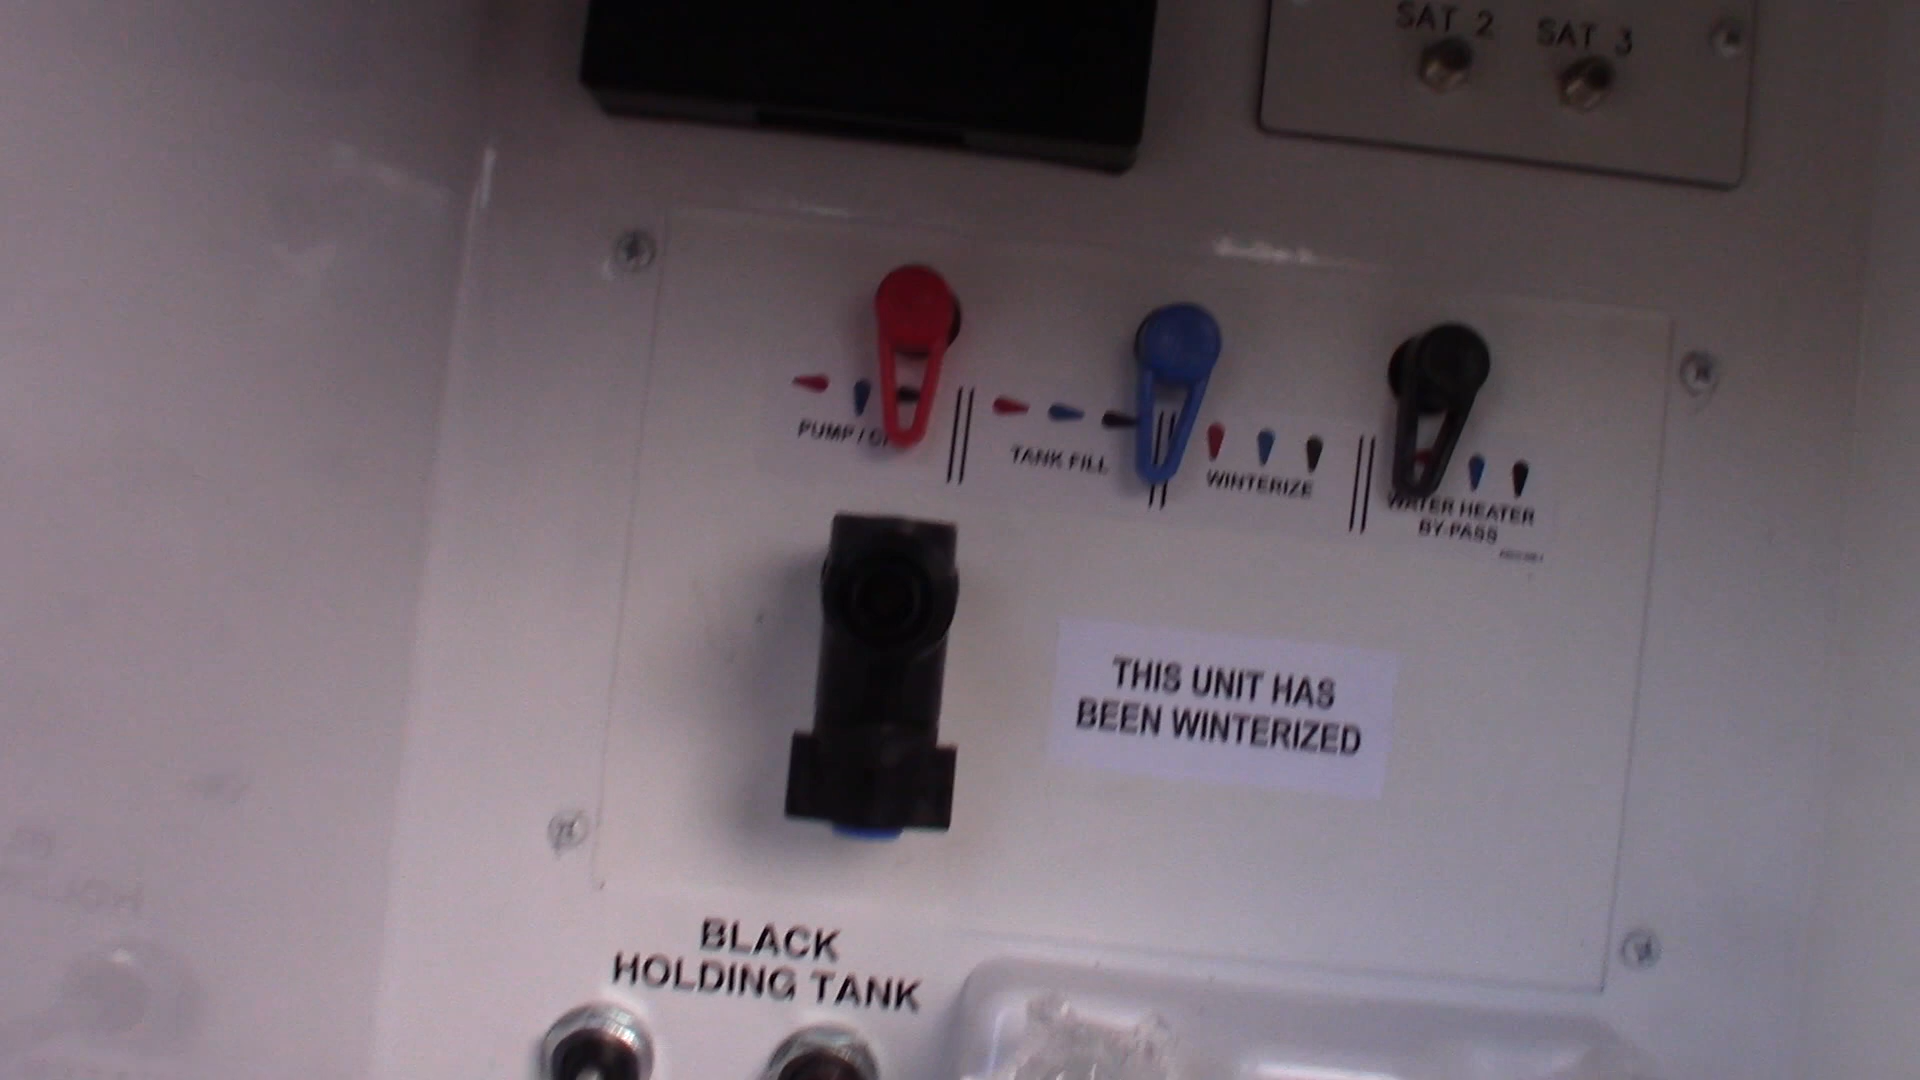 SAT 2 SAT 3
PUMP /
TANK FILL
WINTERIZE
WATER HEATER
BY-PASS
THIS UNIT HAS
BEEN WINTERIZED
BLACK
HOLDING TANK